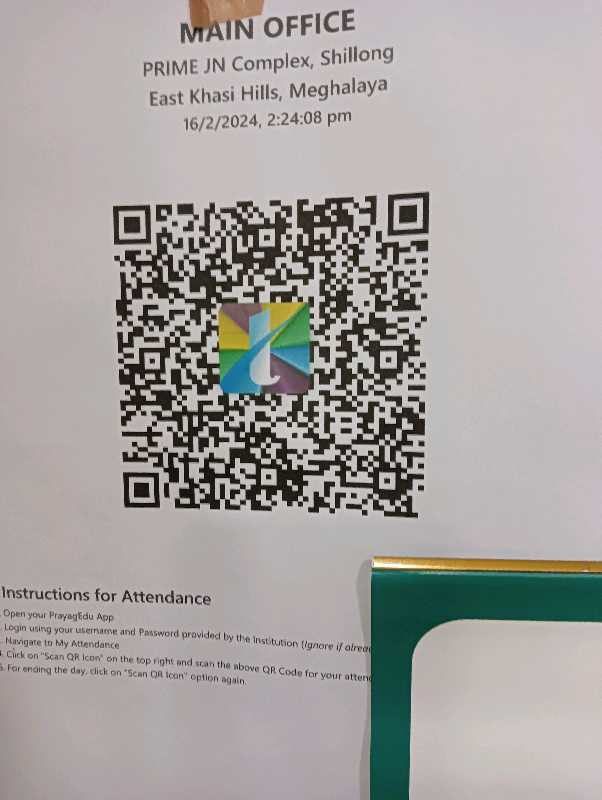 MAIN OFFICE
PRIME JN Complex, Shillong
East Khasi Hills, Meghalaya
16/2/2024, 2:24:08 pm
t
Instructions for Attendance
. Open your PrayagEdu App
. Login using your username and Password provided by the Institution (Ignore if
. Navigate to My Attendance
4. Click on "Scan QR Icon" on the top right and scan the above QR Code for your
5. For ending the day, click on "Scan QR Icon" option again.